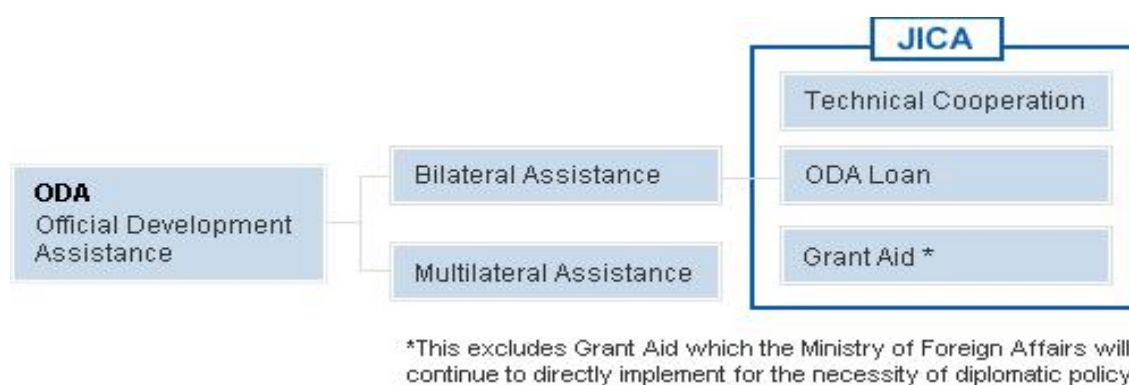 JICA
Technical Cooperation
ODA
Official Development
Assistance
Bilateral Assistance
ODA Loan
Multilateral Assistance
Grant Aid *
*This excludes Grant Aid which the Ministry of Foreign Affairs will
continue to directly implement for the necessity of diplomatic policy